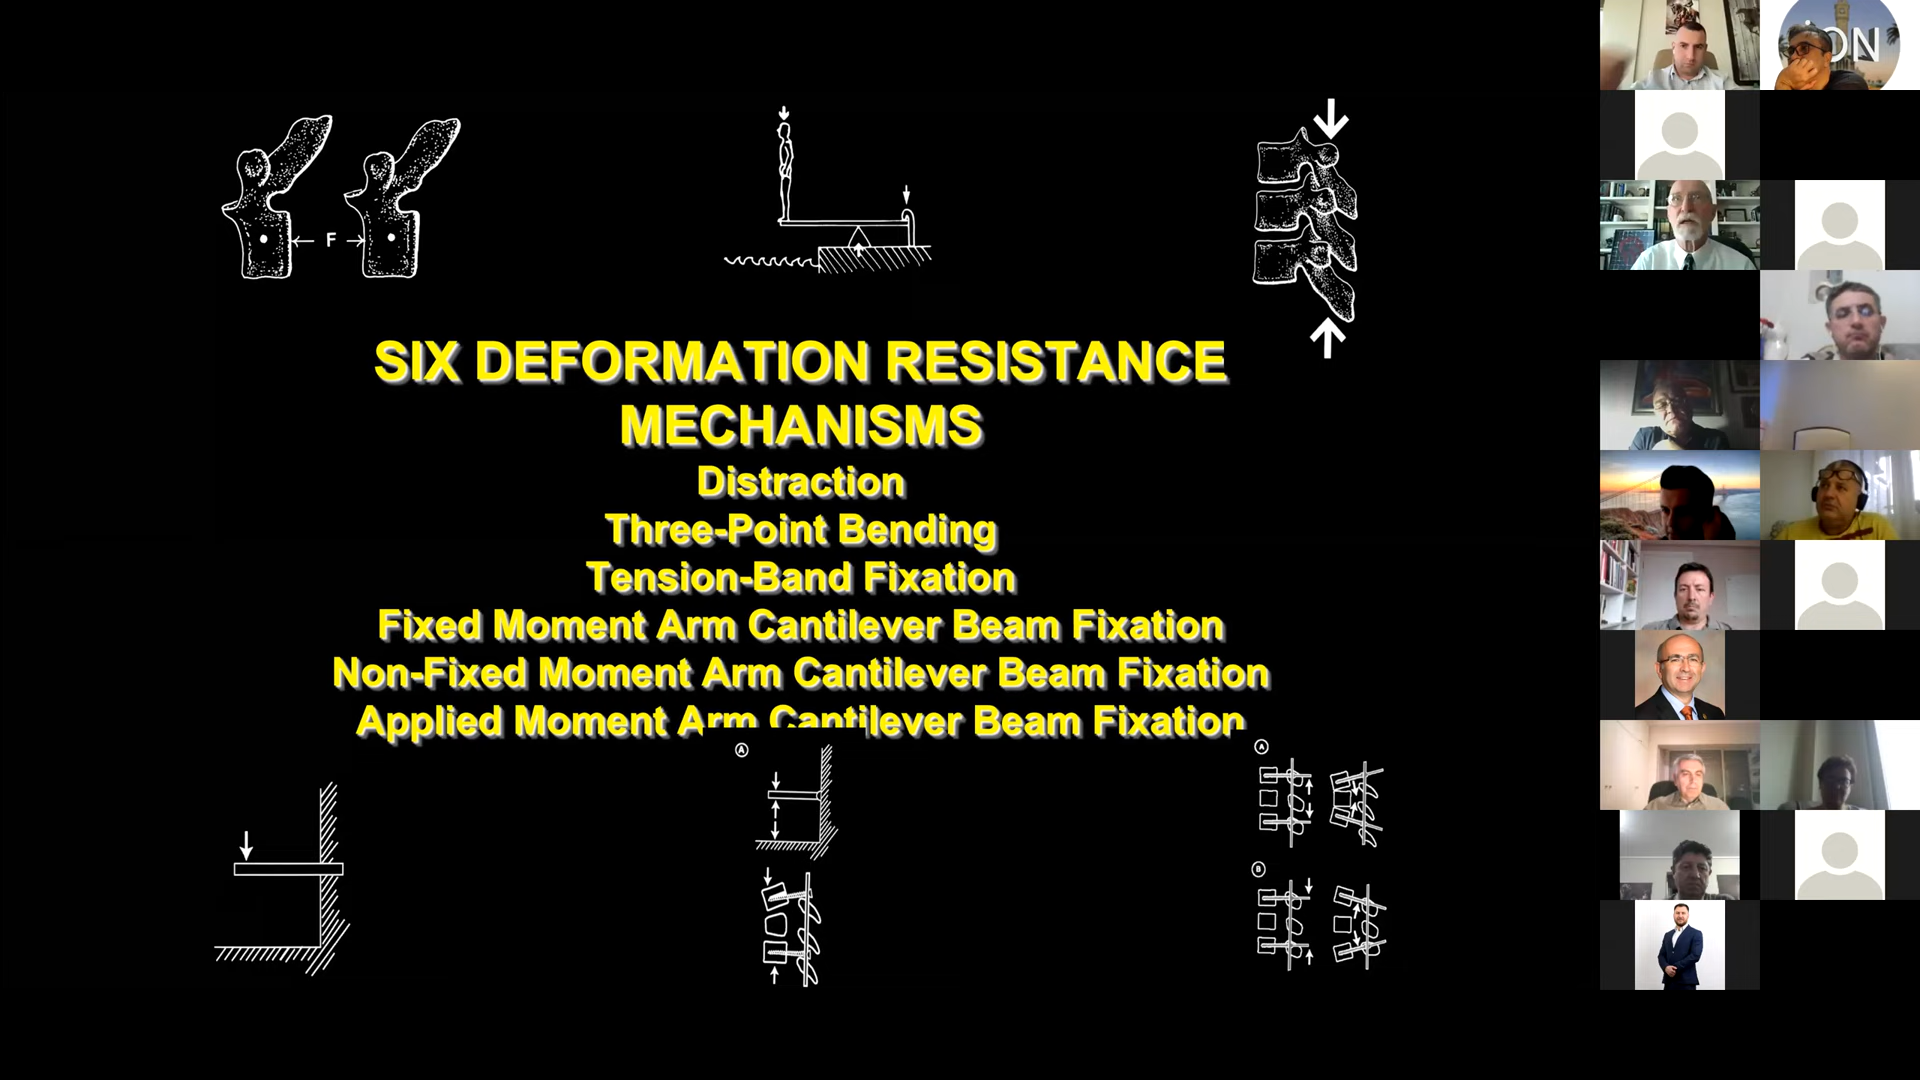 ION
F
SIX DEFORMATION RESISTANCE
MECHANISMS
Distraction
Three-Point Bending
Tension-Band Fixation
Fixed Moment Arm Cantilever Beam Fixation
Non-Fixed Moment Arm Cantilever Beam Fixation
Applied Moment Arm Cantilever Beam Fixation
A
A
B